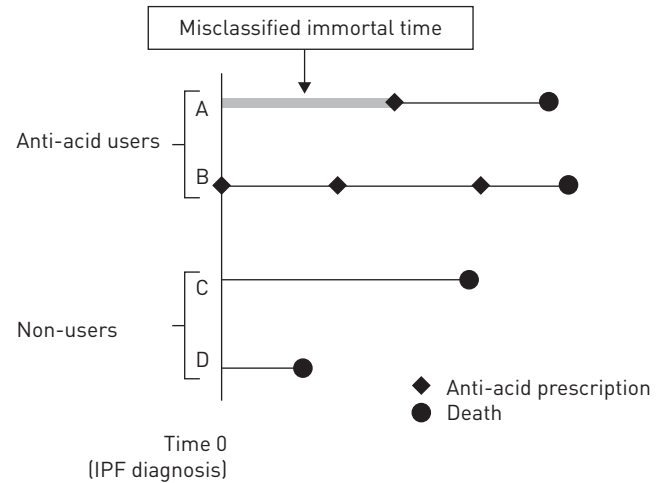 Misclassified immortal time
A
Anti-acid users
B
C
Non-users
D
Anti-acid prescription
Death
Time 0
(IPF diagnosis)